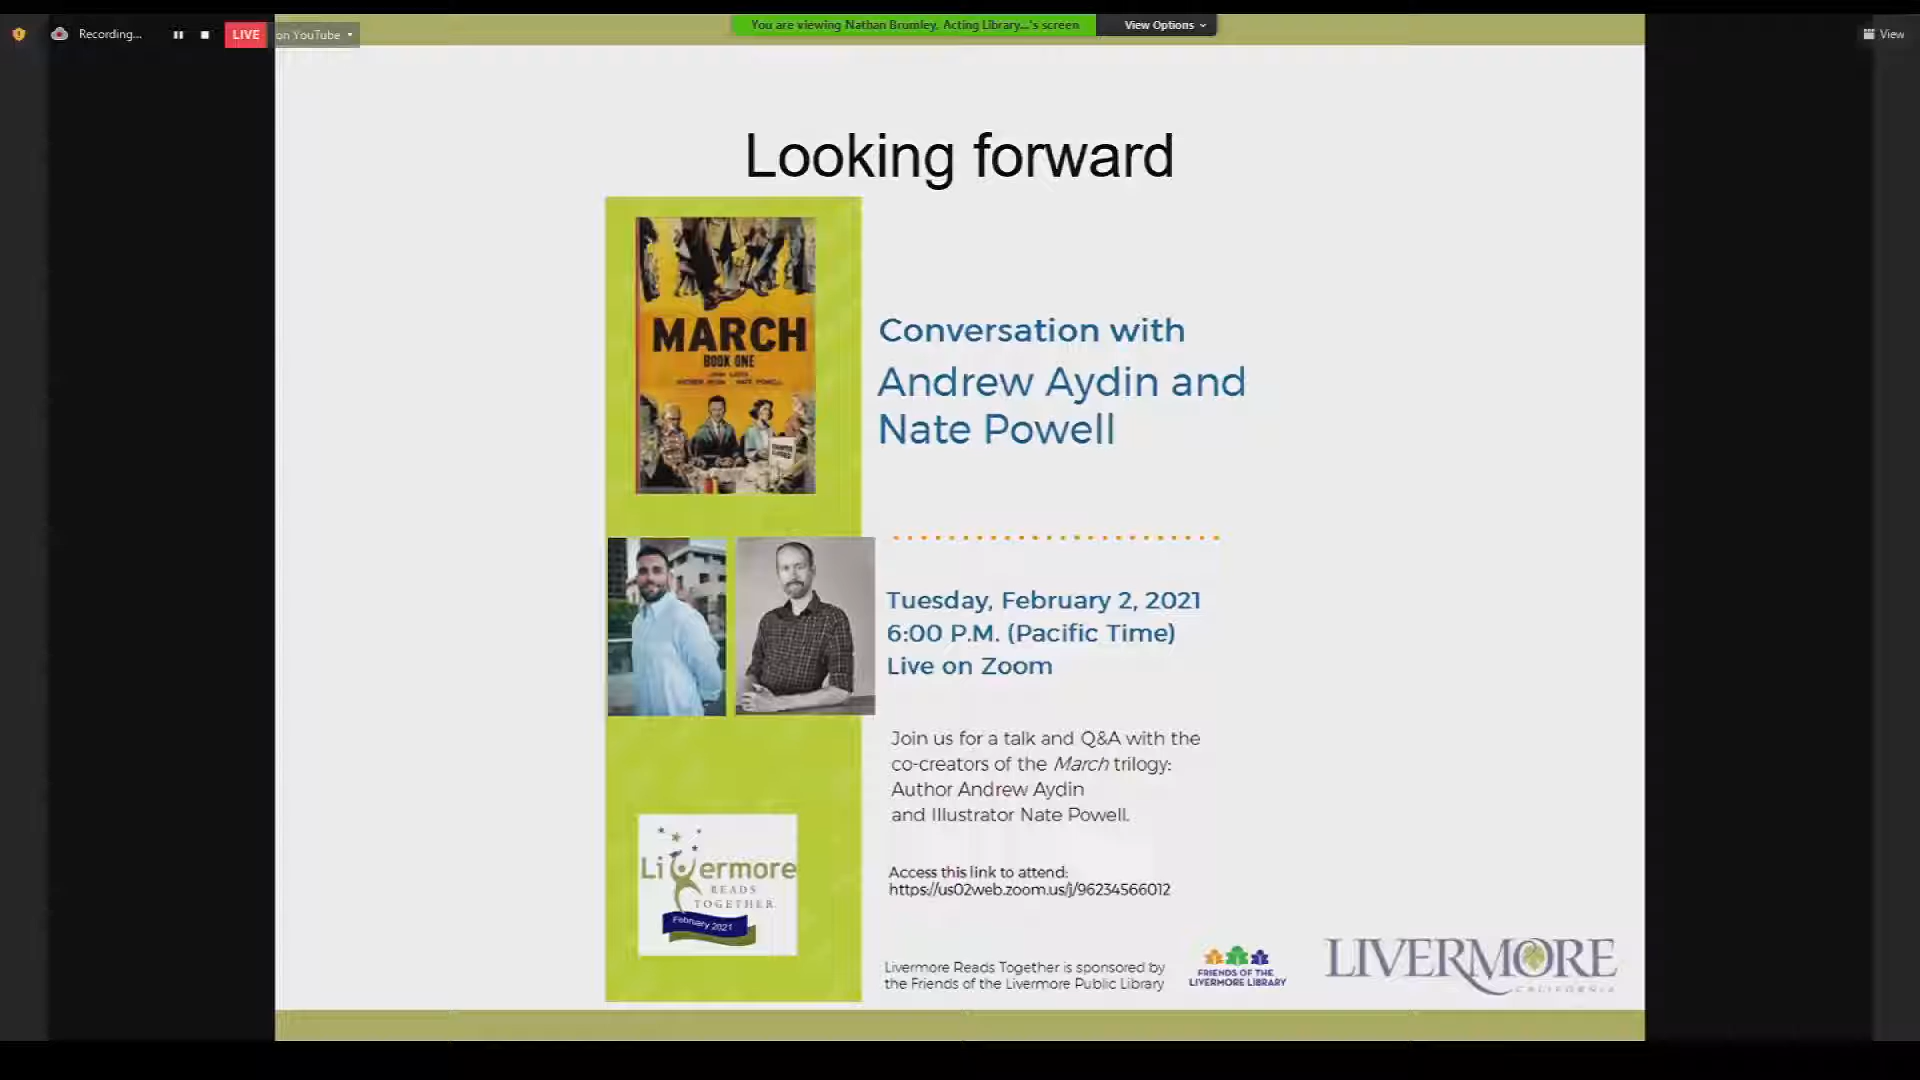 Recording...
LIVE
on YouTube
You are viewing Nathan Brumley, Acting Library...'s screen
View Options
View
Looking forward
MARCH
BOOK ONE
Conversation with
Andrew Aydin and
Nate Powell
Tuesday, February 2, 2021
6:00 P.M. (Pacific Time)
Live on Zoom
Join us for a talk and Q&A with the
co-creators of the March trilogy:
Author Andrew Aydin
and Illustrator Nate Powell.
Access this link to attend:
https://us02web.zoom.us/j/96234566012
Livermore
READS
TOGETHER
February 2021
Livermore Reads Together is sponsored by
the Friends of the Livermore Public Library
FRIENDS OF THE
LIVERMORE LIBRARY
LIVERMORE
CALIFORNIA